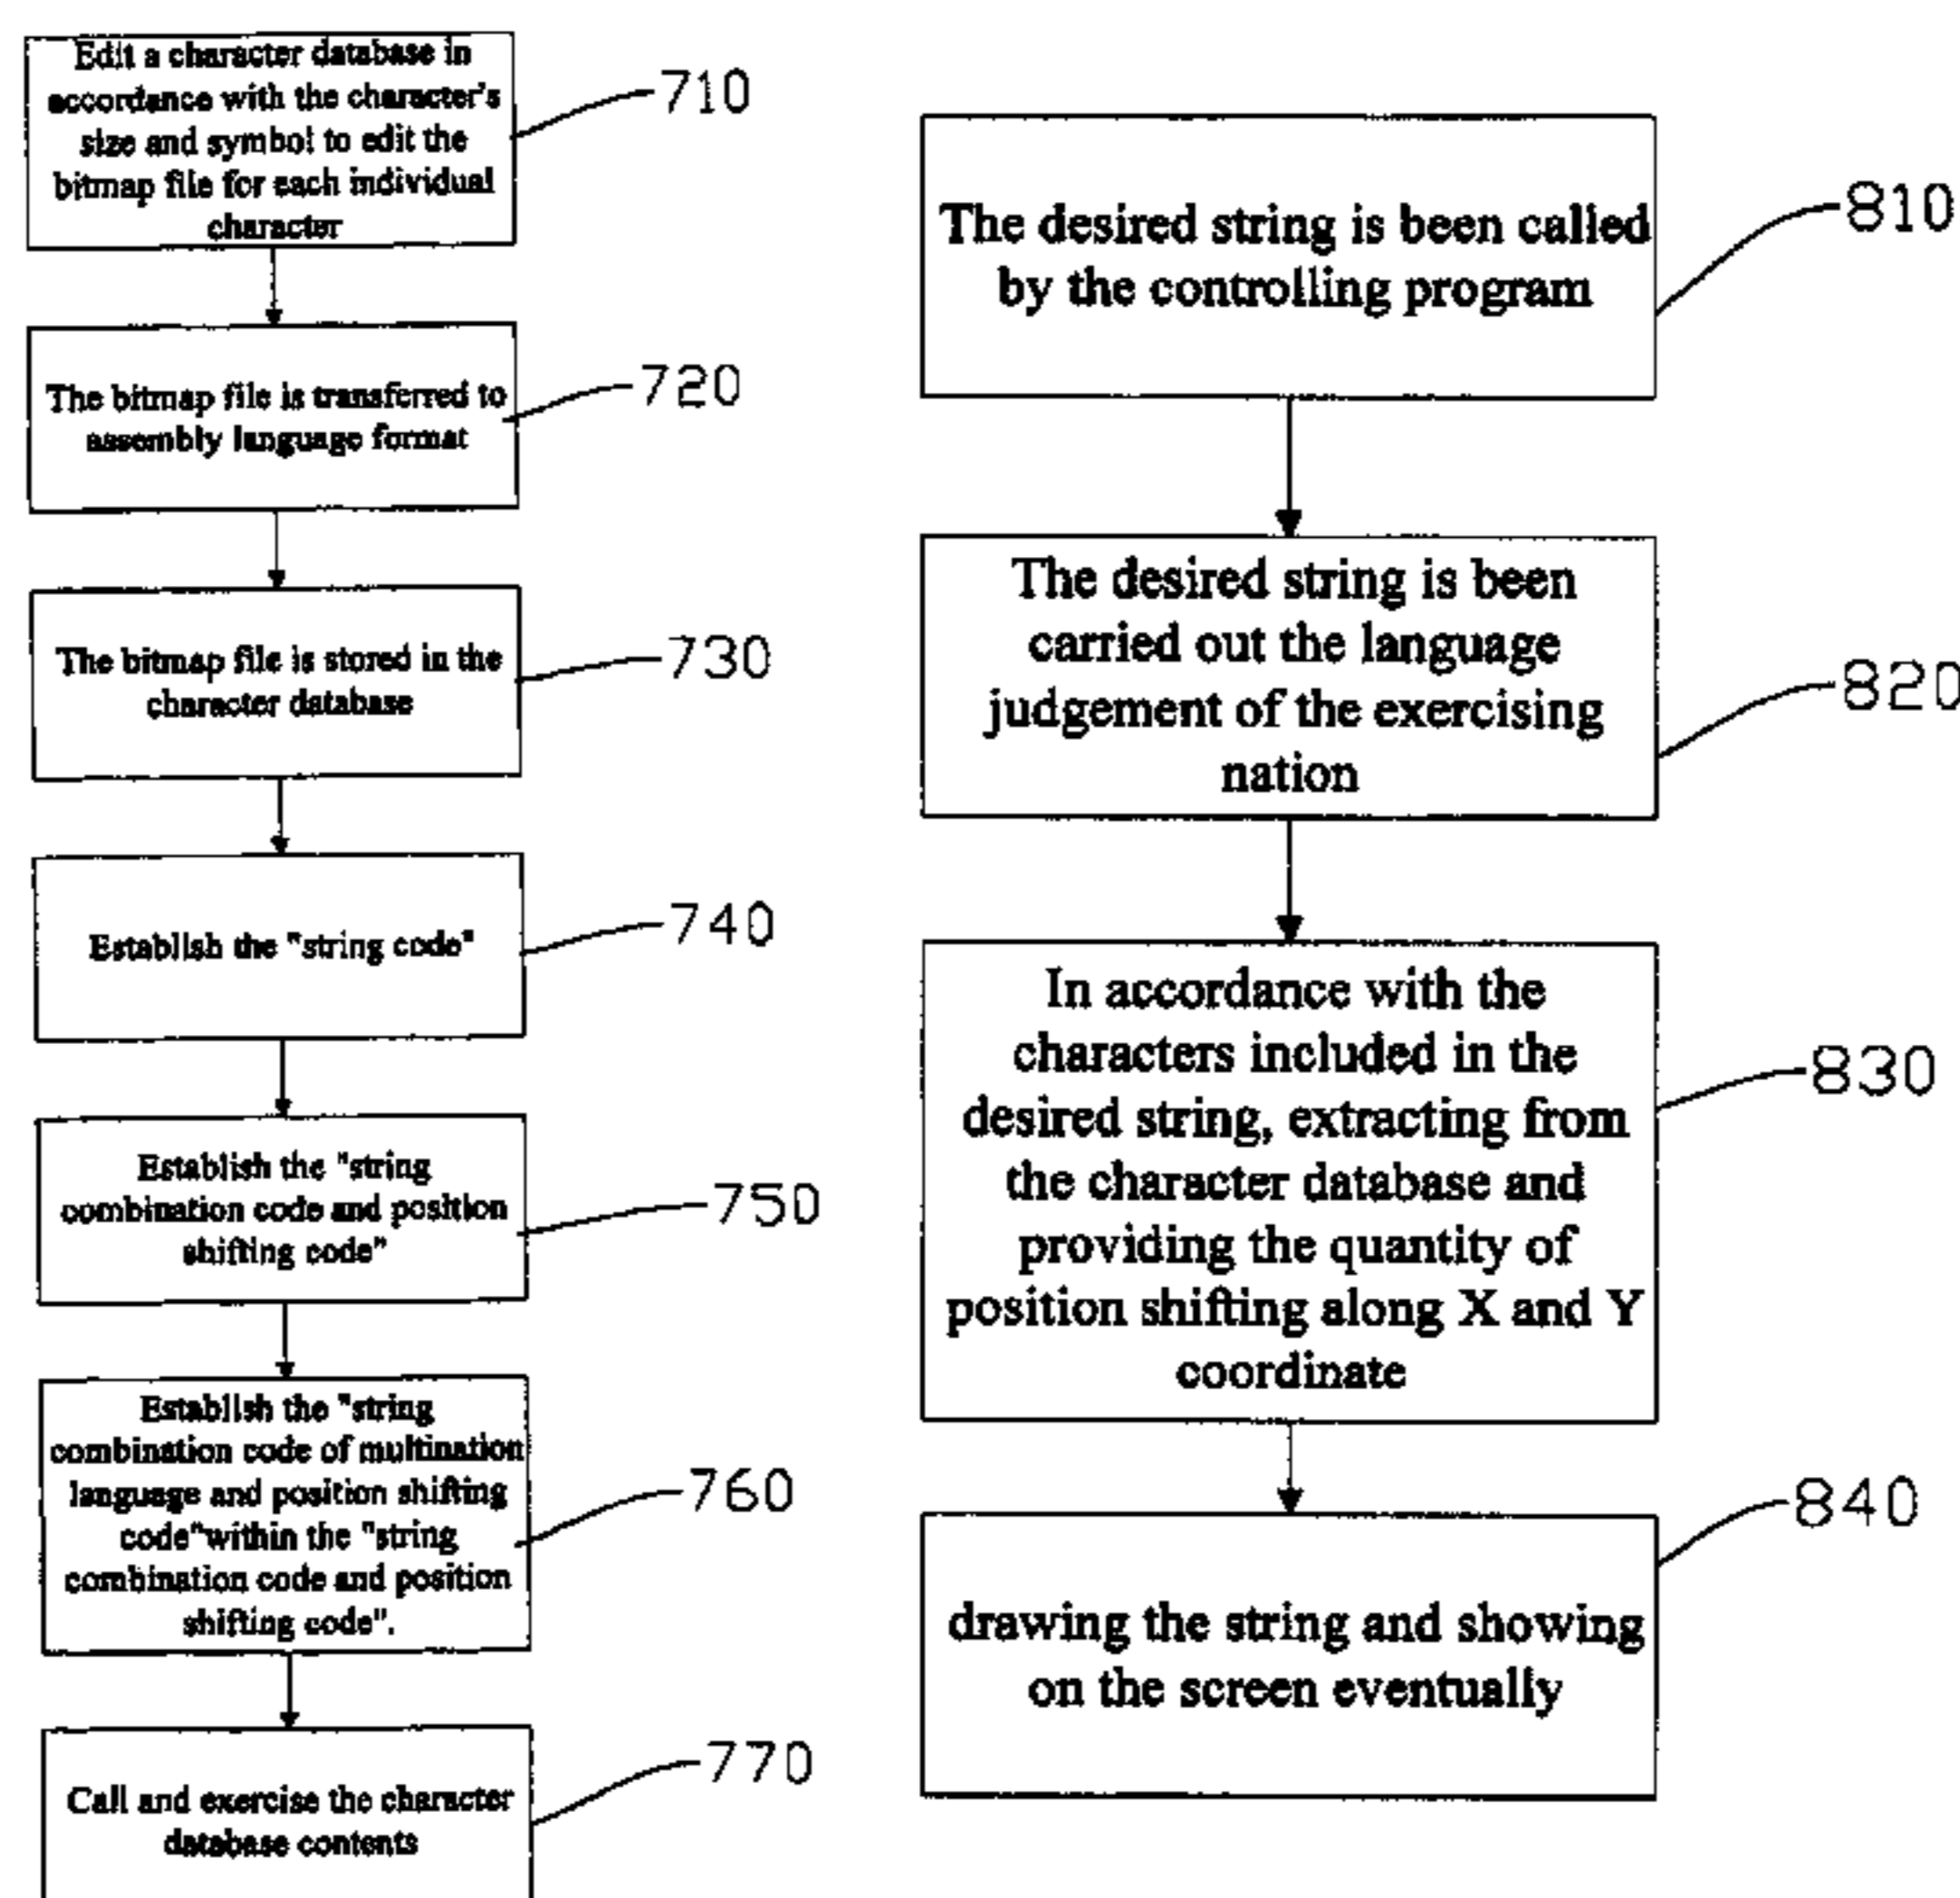 Edit a character database in
accordance with the character's
size and symbol to edit the
bitmap file for each individual
character
710
The bitmap file is transferred to
assembly language format
720
The bitmap file is stored in the
character database
730
Establish the "string code"
740
Establish the "string
combination code and position
shifting code"
750
Establish the "string
combination code of multination
language and position shifting
code"within the "string
combination code and position
shifting code".
760
Call and exercise the character
database contents
770
The desired string is been called
by the controlling program
810
The desired string is been
carried out the language
judgement of the exercising
nation
820
In accordance with the
characters included in the
desired string, extracting from
the character database and
providing the quantity of
position shifting along X and Y
coordinate
830
drawing the string and showing
on the screen eventually
840